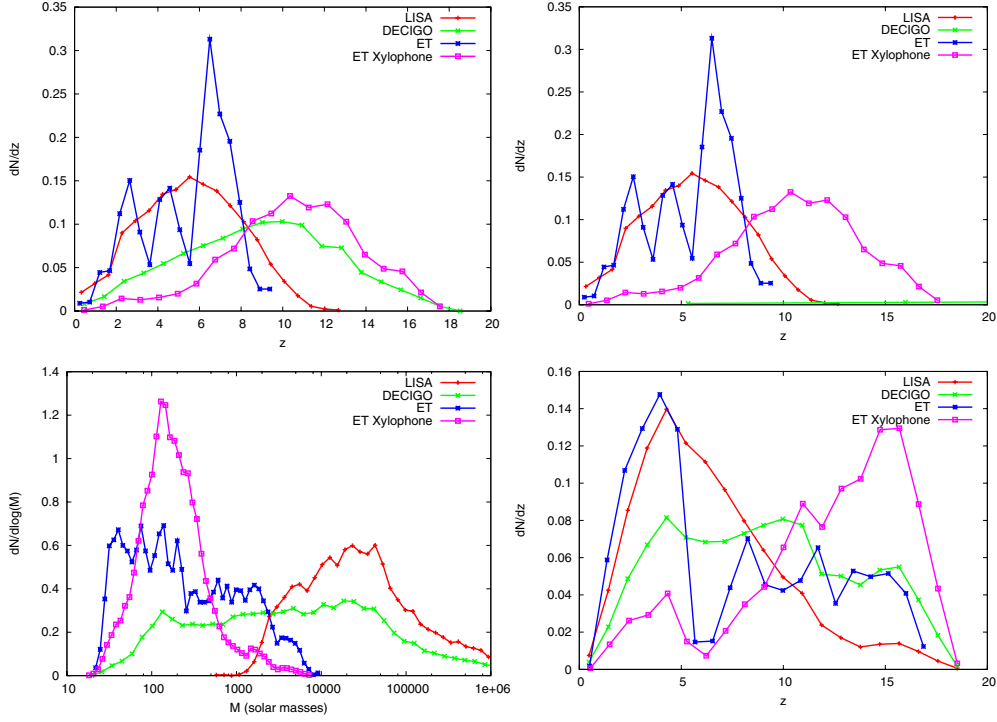 LISA
DECIGO
ET
ET Xylophone
dN/dz
0.35
0.3
0.25
0.2
0.15
0.1
0.05
0
0 2 4 6 8 10 12 14 16 18 20
z
LISA
DECIGO
ET
ET Xylophone
dN/dz
0.35
0.3
0.25
0.2
0.15
0.1
0.05
0
0 5 10 15 20
z
LISA
DECIGO
ET
ET Xylophone
dN/dlog(M)
1.4
1.2
1
0.8
0.6
0.4
0.2
0
10 100 1000 10000 100000 1e+06
M (solar masses)
LISA
DECIGO
ET
ET Xylophone
dN/dz
0.16
0.14
0.12
0.1
0.08
0.06
0.04
0.02
0
0 5 10 15 20
z